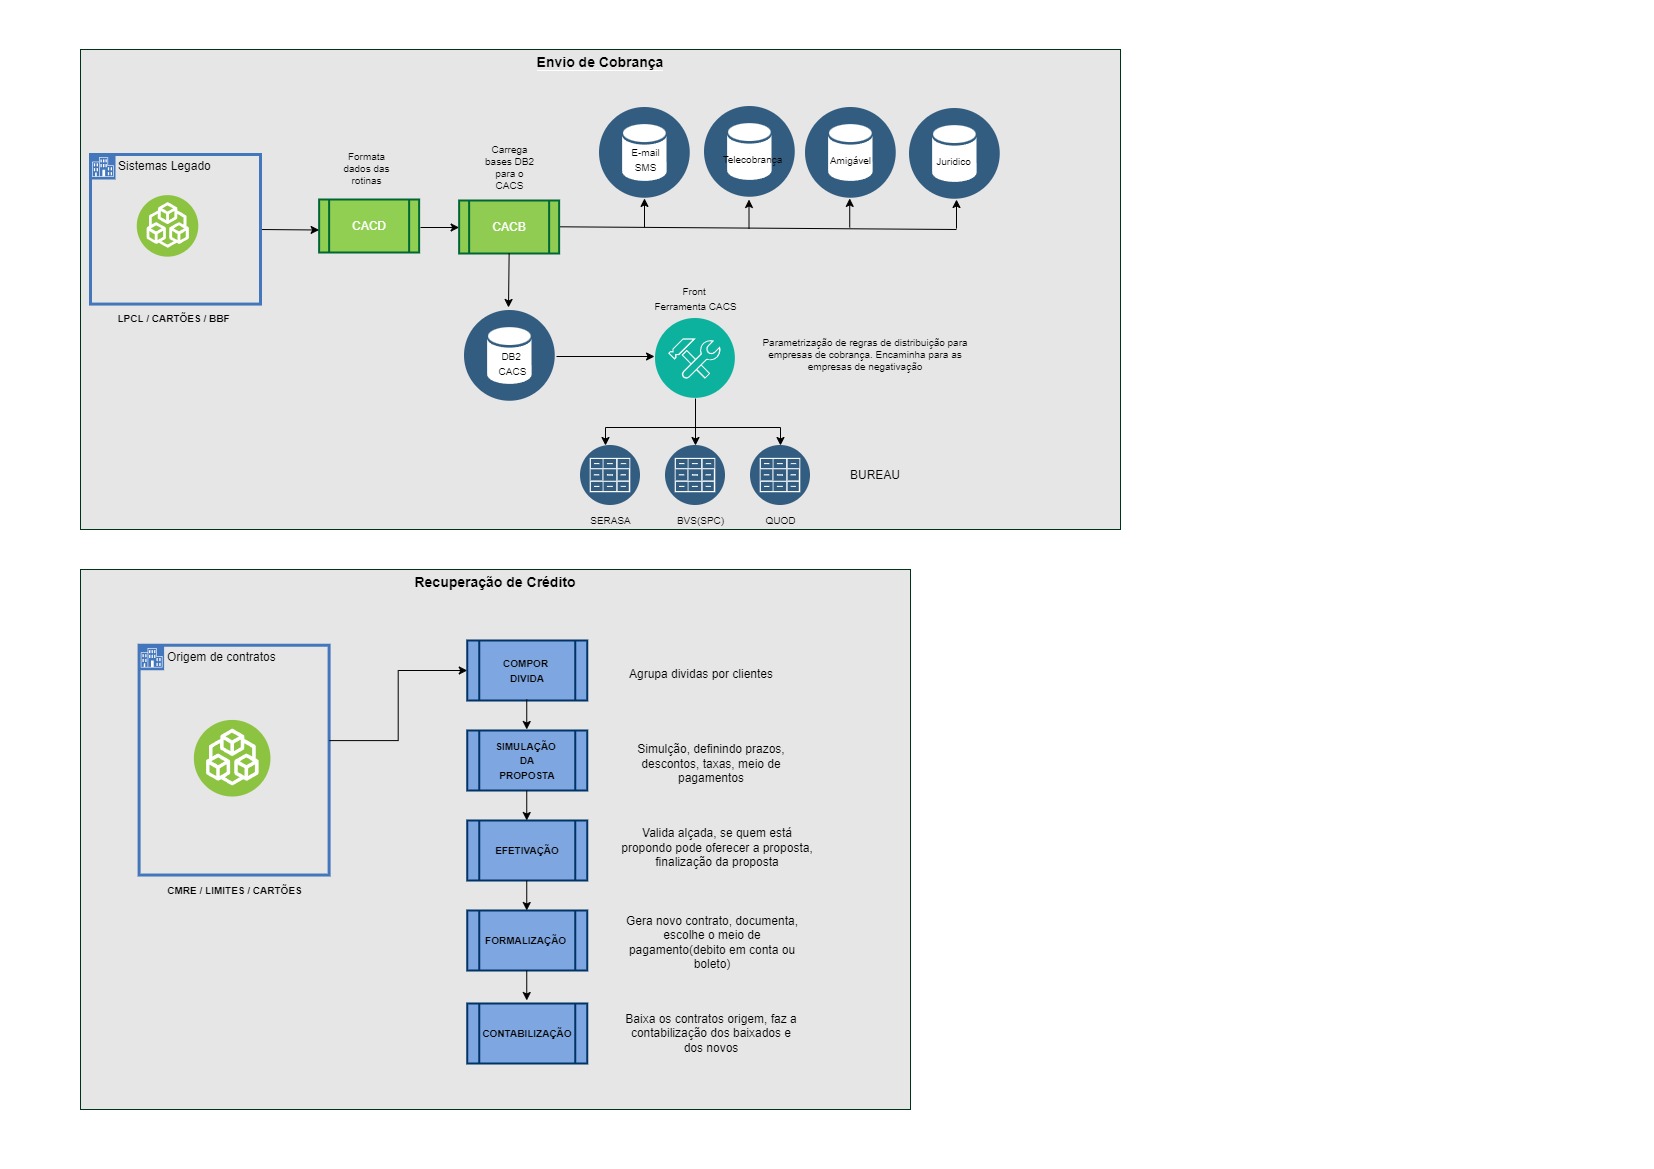 Envio de Cobrança
Sistemas Legado
LPCL / CARTÕES / BBF
Formata
dados das
rotinas
CACD
Carrega
bases DB2
para o
CACS
CACB
E-mail
SMS
Telecobrança
Amigável
Juridico
DB2
CACS
Front
Ferramenta CACS
Parametrização de regras de distribuição para
empresas de cobrança. Encaminha para as
empresas de negativação
SERASA
BVS(SPC)
QUOD
BUREAU
Recuperação de Crédito
Origem de contratos
CMRE / LIMITES / CARTÕES
COMPOR
DIVIDA
Agrupa dividas por clientes
SIMULAÇÃO
DA
PROPOSTA
Simulção, definindo prazos,
descontos, taxas, meio de
pagamentos
EFETIVAÇÃO
Valida alçada, se quem está
propondo pode oferecer a proposta,
finalização da proposta
FORMALIZAÇÃO
Gera novo contrato, documenta,
escolhe o meio de
pagamento(debito em conta ou
boleto)
CONTABILIZAÇÃO
Baixa os contratos origem, faz a
contabilização dos baixados e
dos novos